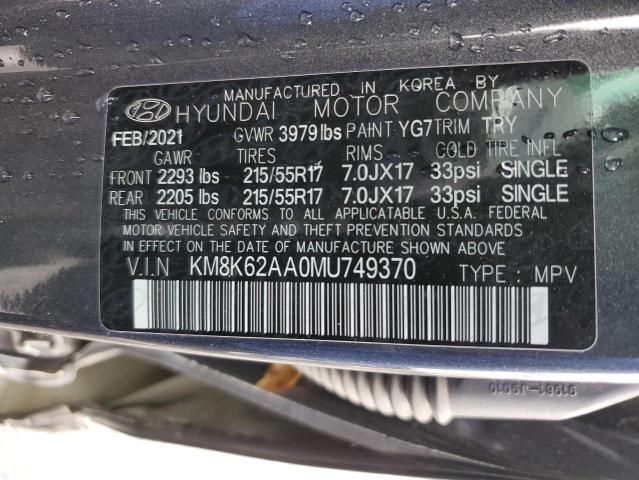 MANUFACTURED IN KOREA BY
HYUNDAI MOTOR COMPANY
FEB/2021 GVWR 3979lbs PAINT YG7 TRIM TRY
GAWR TIRES RIMS COLD TIRE INFL
FRONT 2293 lbs 215/55R17 7.0JX17 33psi SINGLE
REAR 2205 lbs 215/55R17 7.0JX17 33psi SINGLE
THIS VEHICLE CONFORMS TO ALL APPLICABLE U.S.A. FEDERAL
MOTOR VEHICLE SAFETY AND THEFT PREVENTION STANDARDS
IN EFFECT ON THE DATE OF MANUFACTURE SHOWN ABOVE.
V.I.N KM8K62AA0MU749370 TYPE : MPV
91981-J9010